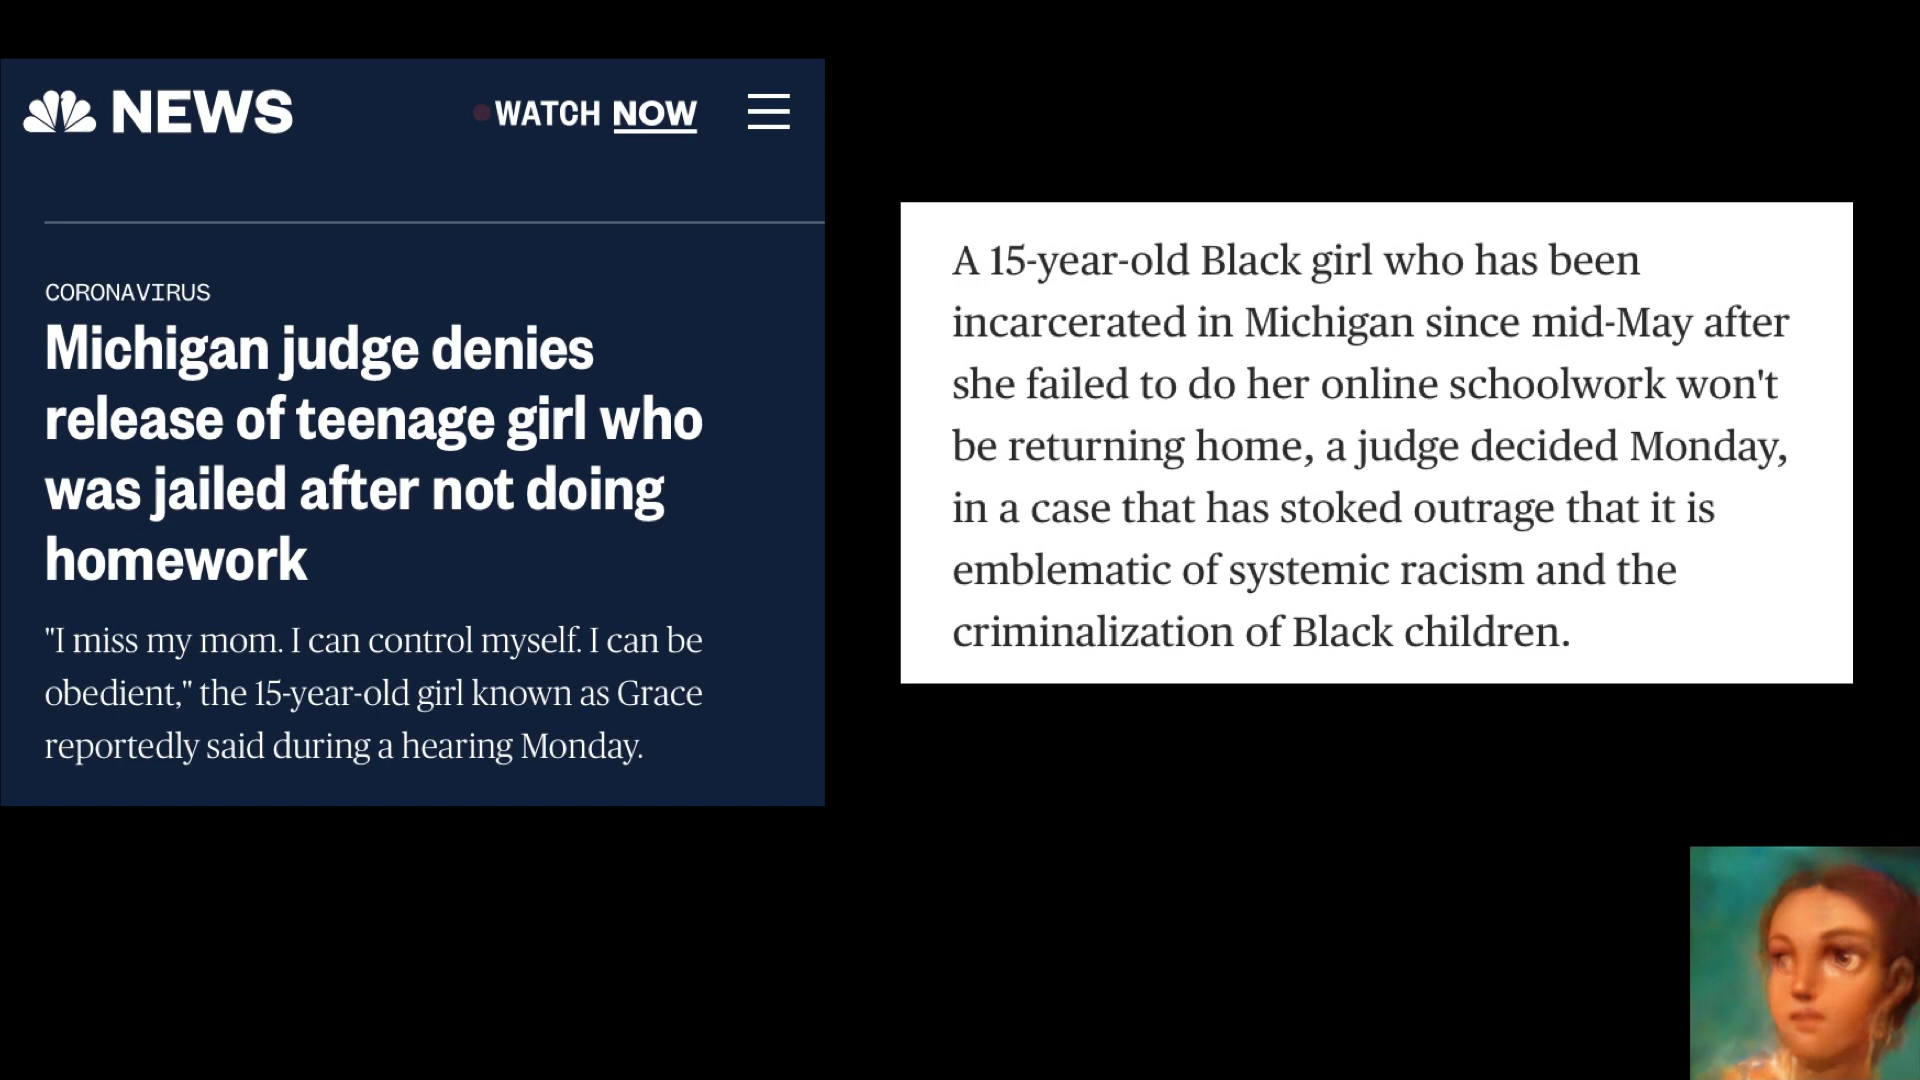 NEWS
WATCH NOW
CORONAVIRUS
Michigan judge denies
release of teenage girl who
was jailed after not doing
homework
"I miss my mom. I can control myself. I can be
obedient," the 15-year-old girl known as Grace
reportedly said during a hearing Monday.
A 15-year-old Black girl who has been
incarcerated in Michigan since mid-May after
she failed to do her online schoolwork won't
be returning home, a judge decided Monday,
in a case that has stoked outrage that it is
emblematic of systemic racism and the
criminalization of Black children.